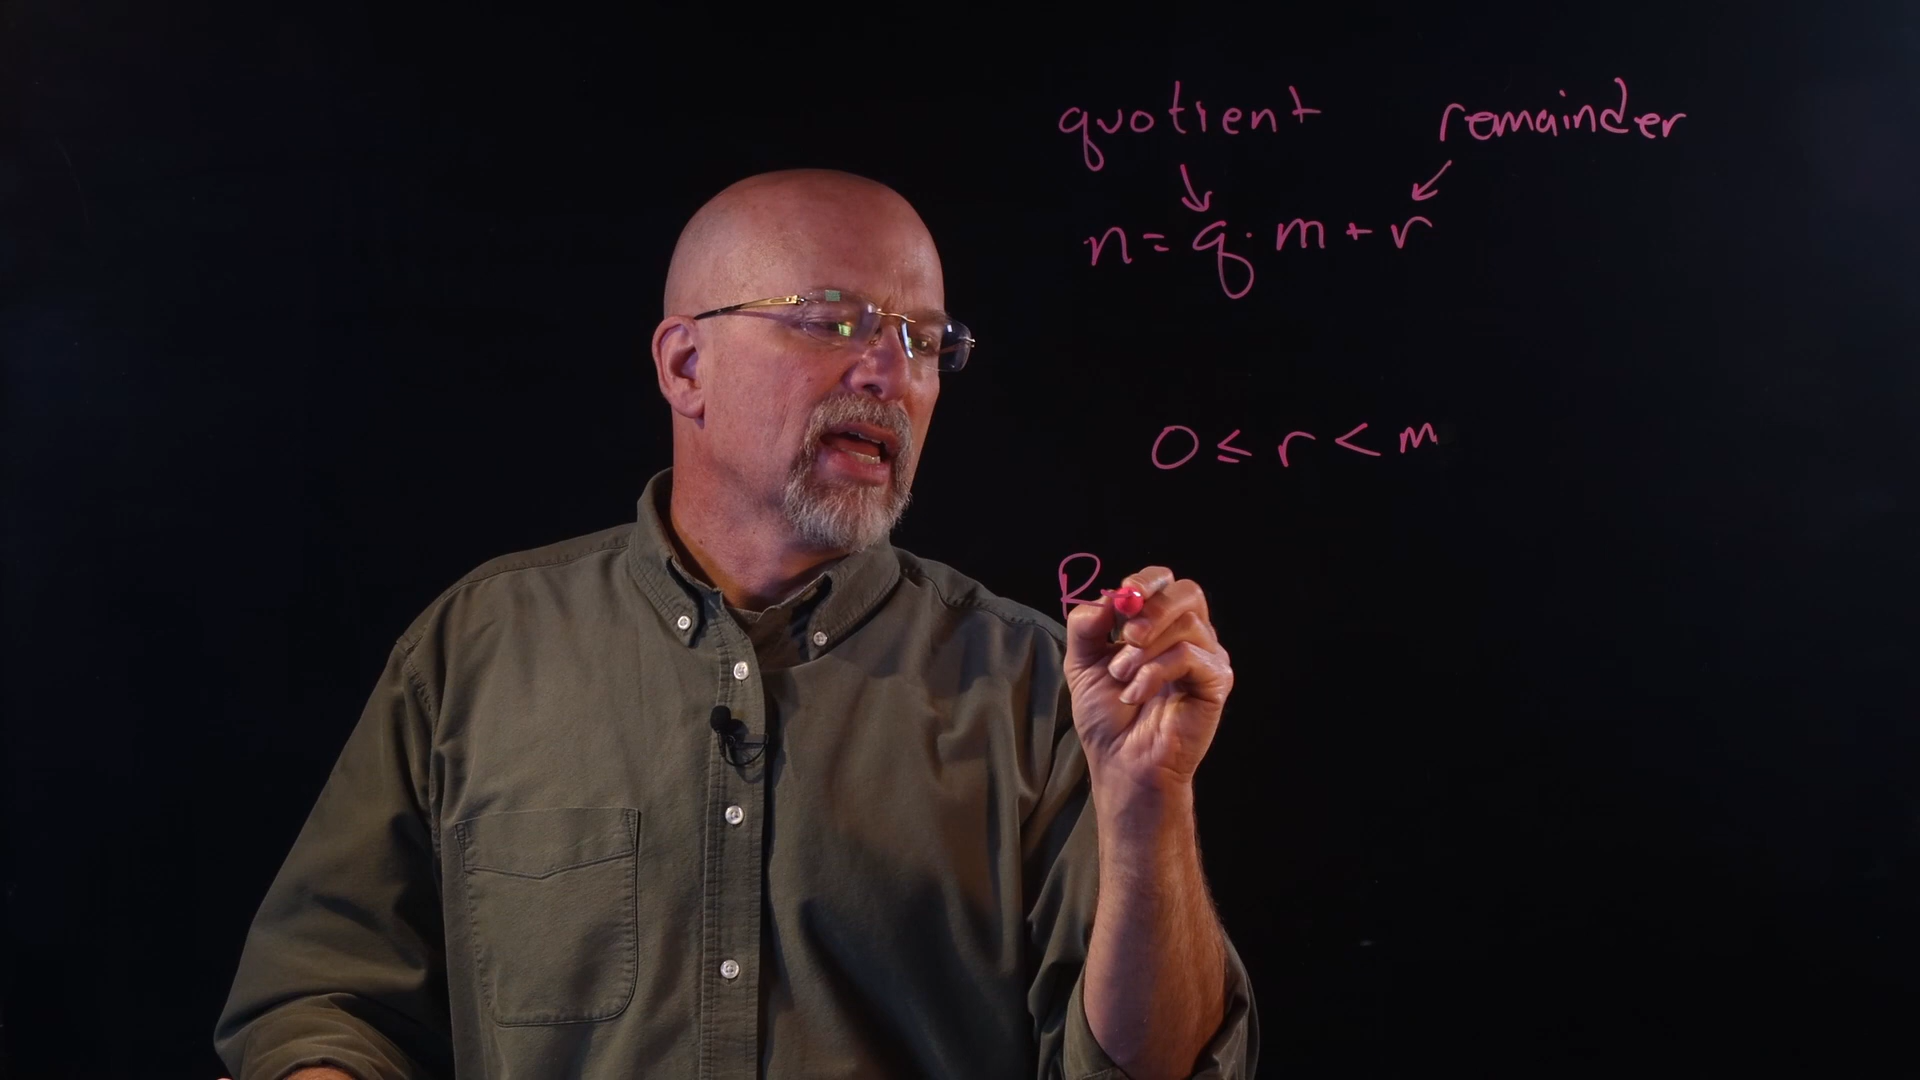 quotient remainder
n = q · m + r
0 ≤ r < m
R